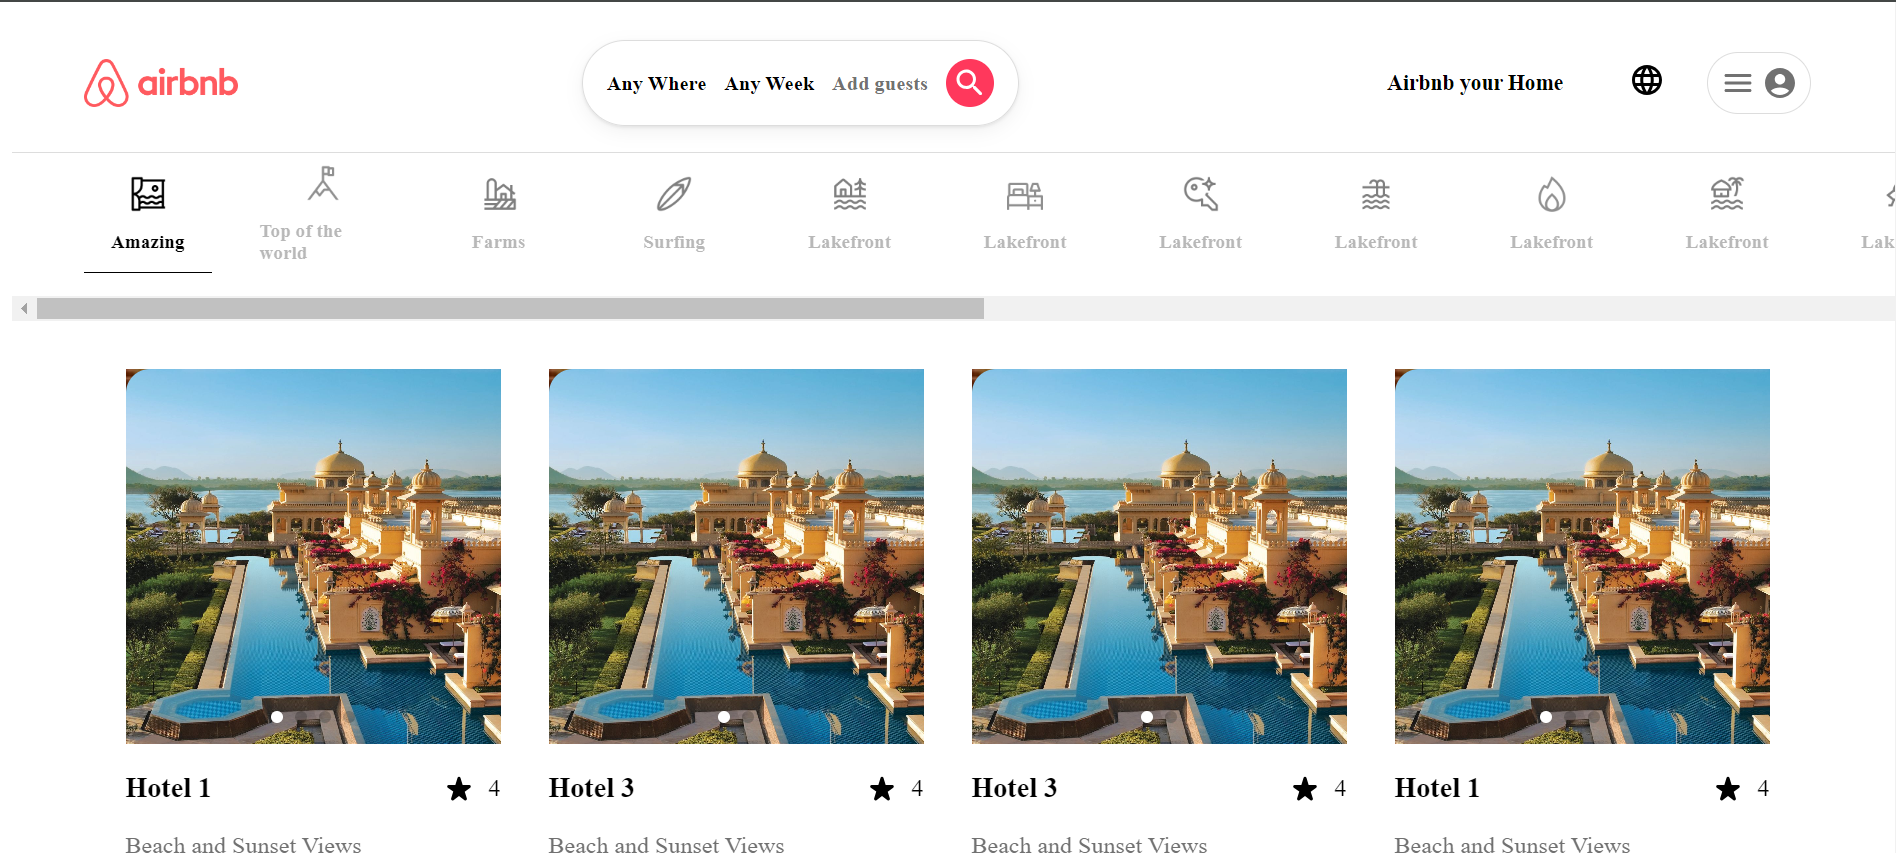 airbnb
Any Where Any Week Add guests
Airbnb your Home
Amazing
Top of the
world
Farms
Surfing
Lakefront
Lakefront
Lakefront
Lakefront
Lakefront
Lakefront
Lak
Hotel 1 4
Hotel 3 4
Hotel 3 4
Hotel 1 4
Beach and Sunset Views
Beach and Sunset Views
Beach and Sunset Views
Beach and Sunset Views